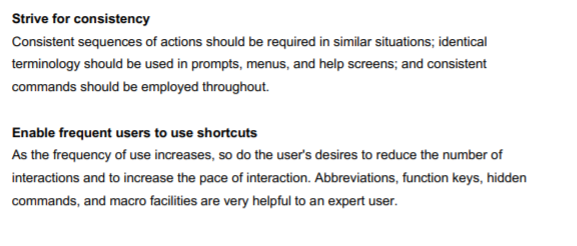 Strive for consistency
Consistent sequences of actions should be required in similar situations; identical
terminology should be used in prompts, menus, and help screens; and consistent
commands should be employed throughout.
Enable frequent users to use shortcuts
As the frequency of use increases, so do the user's desires to reduce the number of
interactions and to increase the pace of interaction. Abbreviations, function keys, hidden
commands, and macro facilities are very helpful to an expert user.